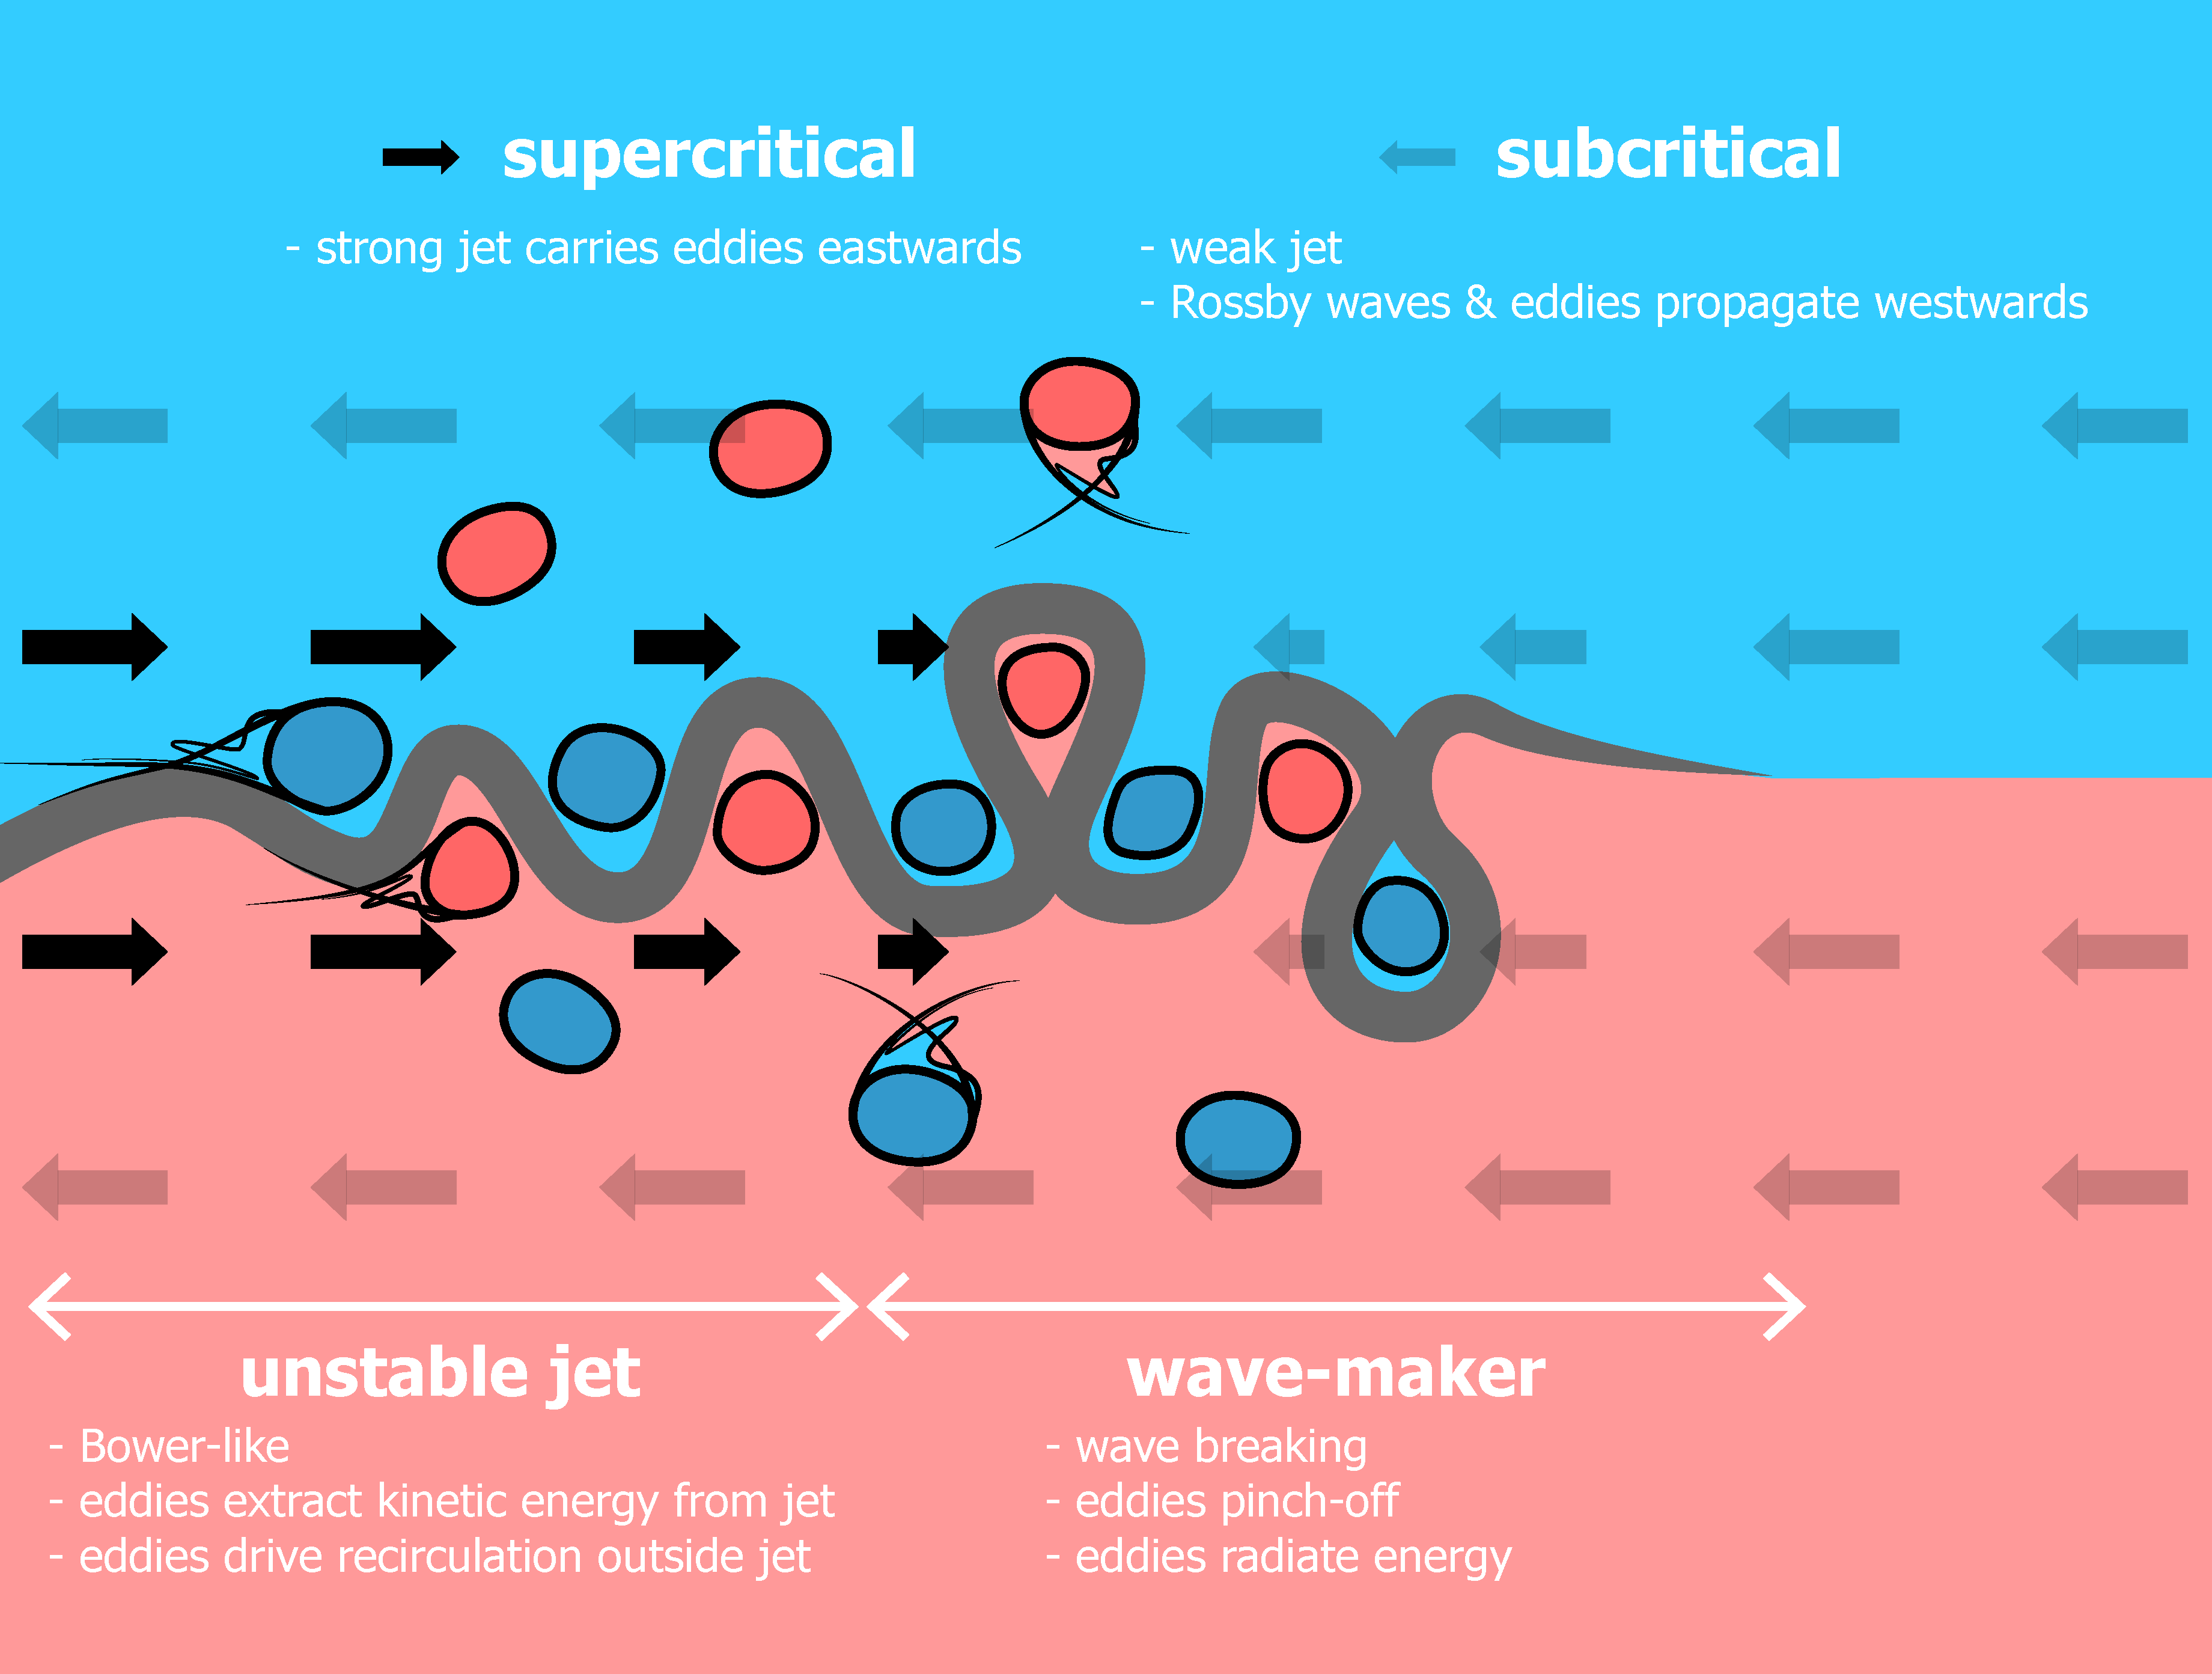 supercritical
- strong jet carries eddies eastwards
subcritical
- weak jet
- Rossby waves & eddies propagate westwards
unstable jet
- Bower-like
- eddies extract kinetic energy from jet
- eddies drive recirculation outside jet
wave-maker
- wave breaking
- eddies pinch-off
- eddies radiate energy